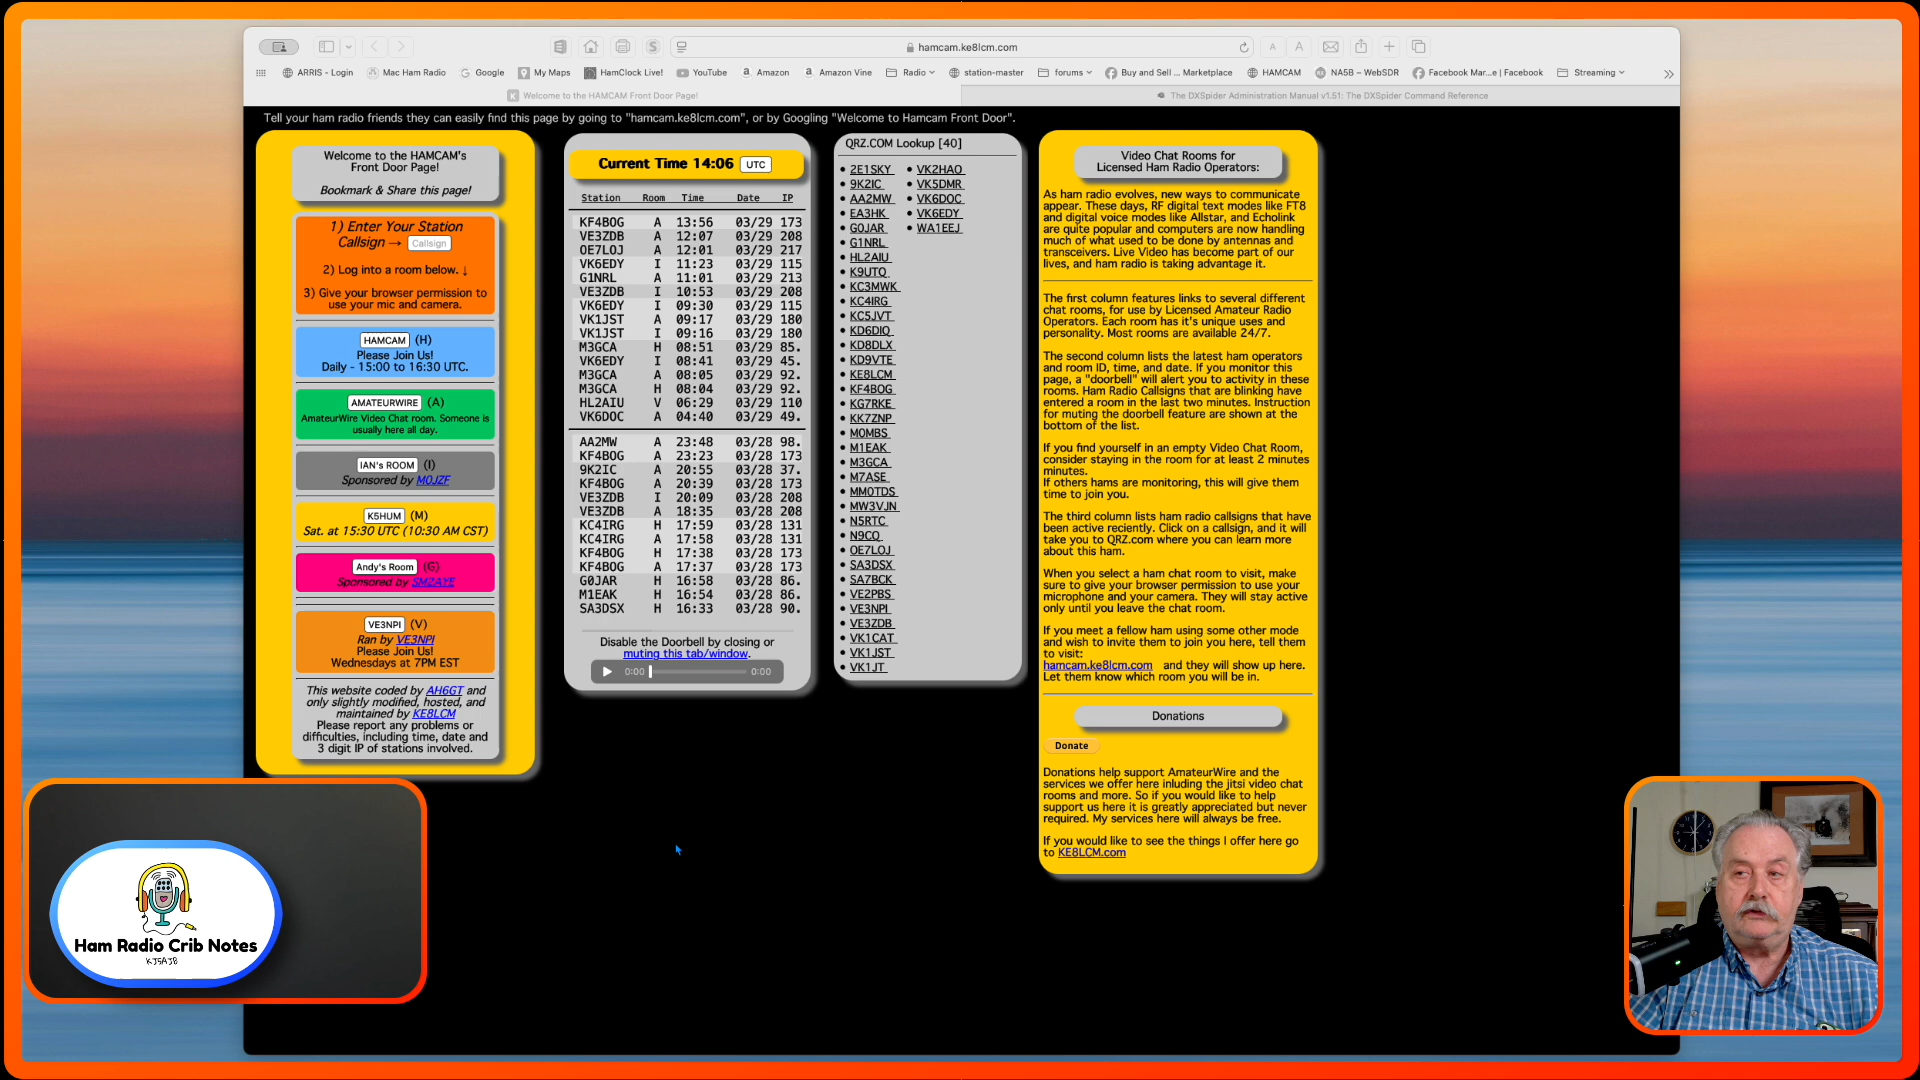 hamcam.ke8lcm.com
ARRIS - Login
Mac Ham Radio
Google
My Maps
HamClock Live!
YouTube
Amazon
Amazon Vine
Radio
station-master
forums
Buy and Sell ... Marketplace
HAMCAM
NA5B – WebSDR
Facebook Mar...e | Facebook
Streaming
Welcome to the HAMCAM Front Door Page!
The DXSpider Administration Manual v1.51: The DXSpider Command Reference
Tell your ham radio friends they can easily find this page by going to "hamcam.ke8lcm.com", or by Googling "Welcome to Hamcam Front Door".
Welcome to the HAMCAM's
Front Door Page!
Bookmark & Share this page!
1) Enter Your Station
Callsign → Callsign
2) Log into a room below. ↓
3) Give your browser permission to
use your mic and camera.
HAMCAM (H)
Please Join Us!
Daily - 15:00 to 16:30 UTC.
AMATEURWIRE (A)
AmateurWire Video Chat room. Someone is
usually here all day.
IAN's ROOM (I)
Sponsored by M0JZF
K5HUM (M)
Sat. at 15:30 UTC (10:30 AM CST)
Andy's Room (G)
Sponsored by SM2AYE
VE3NPI (V)
Ran by VE3NPI
Please Join Us!
Wednesdays at 7PM EST
This website coded by AH6GT and
only slightly modified, hosted, and
maintained by KE8LCM
Please report any problems or
difficulties, including time, date and
3 digit IP of stations involved.
Current Time 14:06 UTC
Station Room Time Date IP
KF4BOG A 13:56 03/29 173
VE3ZDB A 12:07 03/29 208
OE7LOJ A 12:01 03/29 217
VK6EDY I 11:23 03/29 115
G1NRL A 11:01 03/29 213
VE3ZDB I 10:53 03/29 208
VK6EDY I 09:30 03/29 115
VK1JST A 09:17 03/29 180
VK1JST I 09:16 03/29 180
M3GCA H 08:51 03/29 85.
VK6EDY I 08:41 03/29 45.
M3GCA A 08:05 03/29 92.
M3GCA H 08:04 03/29 92.
HL2AIU V 06:29 03/29 110
VK6DOC A 04:40 03/29 49.
AA2MW A 23:48 03/28 98.
KF4BOG A 23:23 03/28 173
9K2IC A 20:55 03/28 37.
KF4BOG A 20:39 03/28 173
VE3ZDB I 20:09 03/28 208
VE3ZDB A 18:35 03/28 208
KC4IRG H 17:59 03/28 131
KC4IRG A 17:58 03/28 131
KF4BOG H 17:38 03/28 173
KF4BOG A 17:37 03/28 173
G0JAR H 16:58 03/28 86.
M1EAK H 16:54 03/28 86.
SA3DSX H 16:33 03/28 90.
Disable the Doorbell by closing or
muting this tab/window.
0:00 0:00
QRZ.COM Lookup [40]
2E1SKY
9K2IC
AA2MW
EA3HK
G0JAR
G1NRL
HL2AIU
K9UTQ
KC3MWK
KC4IRG
KC5JVT
KD6DIQ
KD8DLX
KD9VTE
KE8LCM
KF4BOG
KG7RKE
KK7ZNP
M0MBS
M1EAK
M3GCA
M7ASE
MM0TDS
MW3VJN
N5RTC
N9CQ
OE7LOJ
SA3DSX
SA7BCK
VE2PBS
VE3NPI
VE3ZDB
VK1CAT
VK1JST
VK1JT
VK2HAO
VK5DMR
VK6DOC
VK6EDY
WA1EEJ
Video Chat Rooms for
Licensed Ham Radio Operators:
As ham radio evolves, new ways to communicate
appear. These days, RF digital text modes like FT8
and digital voice modes like Allstar, and Echolink
are quite popular and computers are now handling
much of what used to be done by antennas and
transceivers. Live Video has become part of our
lives, and ham radio is taking advantage it.
The first column features links to several different
chat rooms, for use by Licensed Amateur Radio
Operators. Each room has it's unique uses and
personality. Most rooms are available 24/7.
The second column lists the latest ham operators
and room ID, time, and date. If you monitor this
page, a "doorbell" will alert you to activity in these
rooms. Ham Radio Callsigns that are blinking have
entered a room in the last two minutes. Instruction
for muting the doorbell feature are shown at the
bottom of the list.
If you find yourself in an empty Video Chat Room,
consider staying in the room for at least 2 minutes
minutes.
If others hams are monitoring, this will give them
time to join you.
The third column lists ham radio callsigns that have
been active recently. Click on a callsign, and it will
take you to QRZ.com where you can learn more
about this ham.
When you select a ham chat room to visit, make
sure to give your browser permission to use your
microphone and your camera. They will stay active
only until you leave the chat room.
If you meet a fellow ham using some other mode
and wish to invite them to join you here, tell them
to visit:
hamcam.ke8lcm.com and they will show up here.
Let them know which room you will be in.
Donations
Donate
Donations help support AmateurWire and the
services we offer here inluding the jitsi video chat
rooms and more. So if you would like to help
support us here it is greatly appreciated but never
required. My services here will always be free.
If you would like to see the things I offer here go
to KE8LCM.com
Ham Radio Crib Notes
KJ5AJB